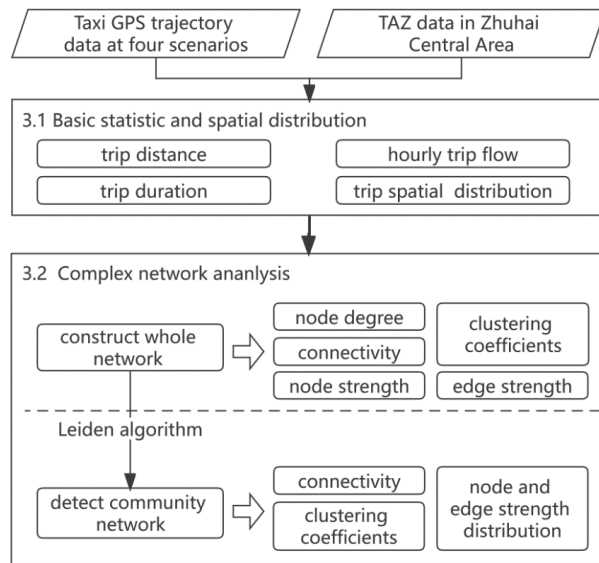 Taxi GPS trajectory
data at four scenarios
TAZ data in Zhuhai
Central Area
3.1 Basic statistic and spatial distribution
trip distance
hourly trip flow
trip duration
trip spatial distribution
3.2 Complex network ananlysis
construct whole
network
node degree
connectivity
node strength
clustering
coefficients
edge strength
Leiden algorithm
detect community
network
connectivity
clustering
coefficients
node and
edge strength
distribution